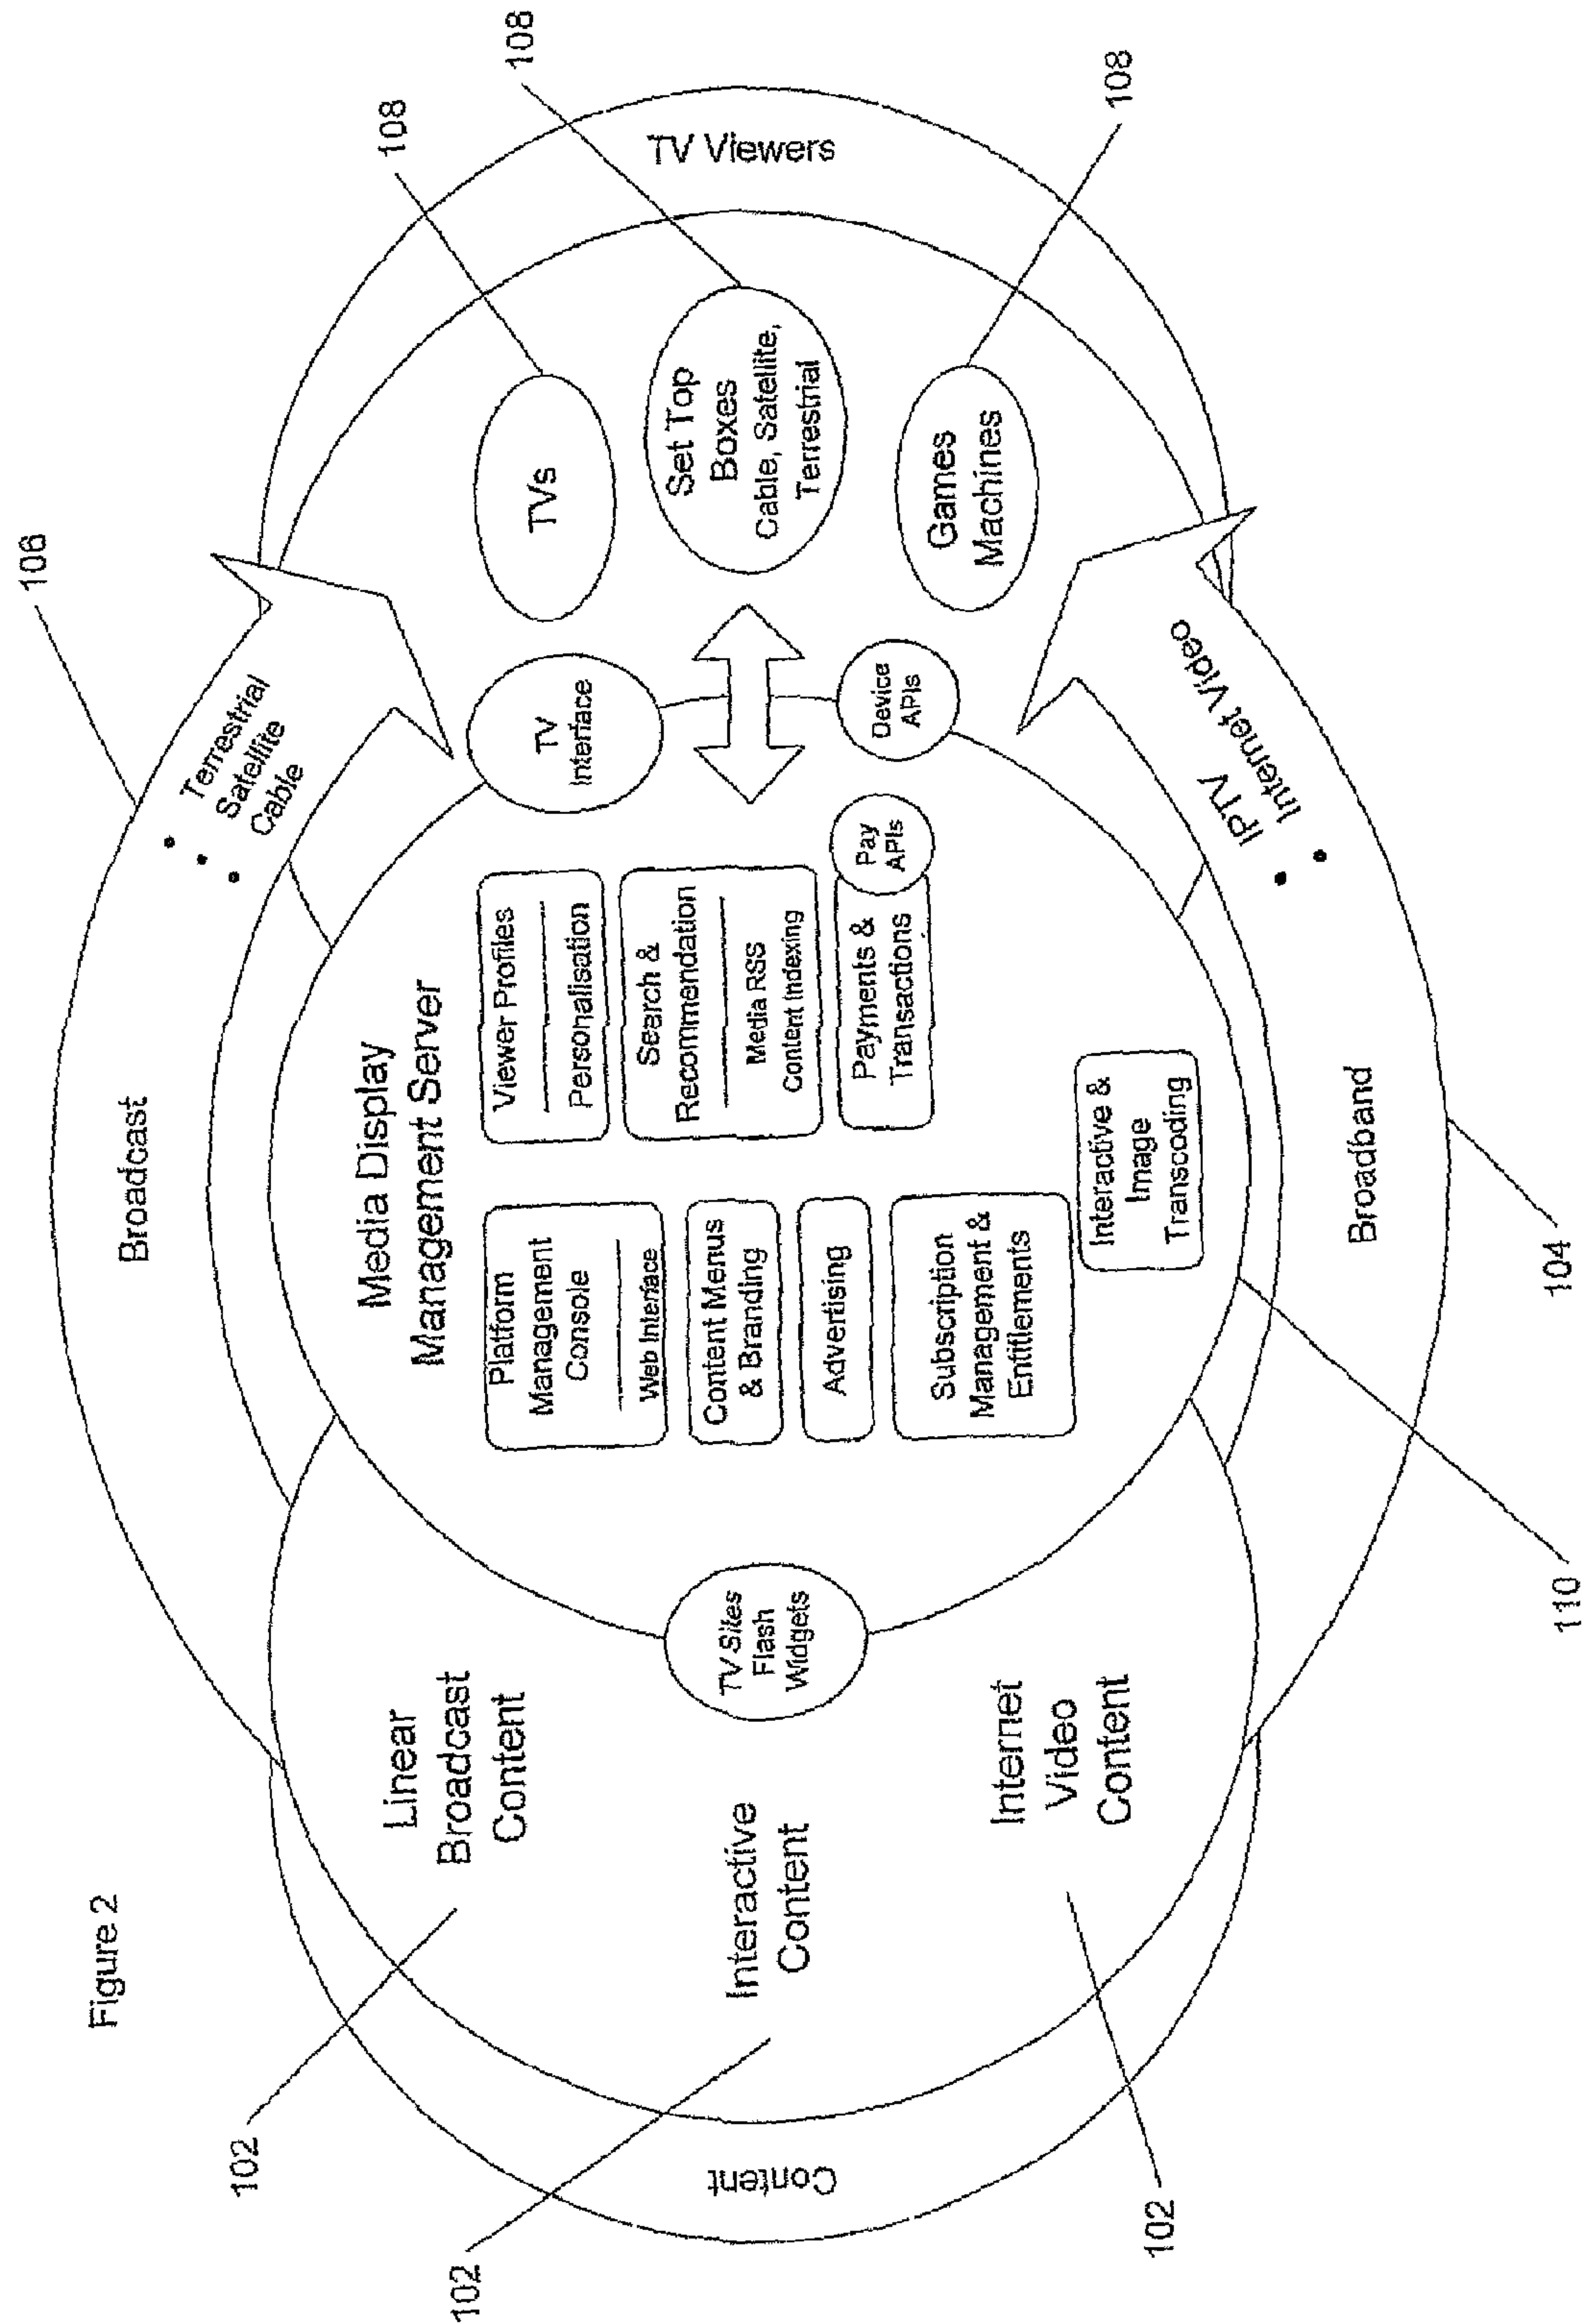 Figure 2
106
Broadcast
• Terrestrial
• Satellite
• Cable
108
108
108
TV Viewers
TVs
Set Top
Boxes
Cable, Satellite,
Terrestrial
Games
Machines
TV
Interface
Device
APIs
Media Display
Management Server
Platform
Management
Console
Web Interface
Content Menus
& Branding
Advertising
Subscription
Management &
Entitlements
Viewer Profiles
Personalisation
Search &
Recommendation
Media RSS
Content Indexing
Payments &
Transactions
Pay
APIs
Interactive &
Image
Transcoding
TV Sites
Flash
Widgets
Linear
Broadcast
Content
Interactive
Content
Internet
Video
Content
Content
102
102
102
• IPTV
• Internet Video
Broadband
104
110